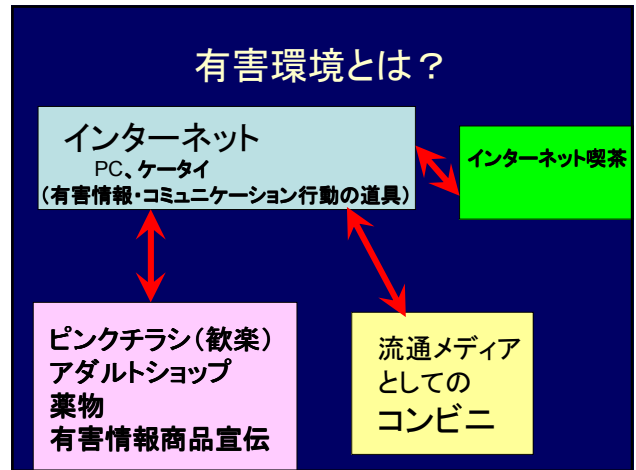 有害環境とは？
インターネット
PC、ケータイ
（有害情報・コミュニケーション行動の道具）
インターネット喫茶
ピンクチラシ（歓楽）
アダルトショップ
薬物
有害情報商品宣伝
流通メディア
としての
コンビニ